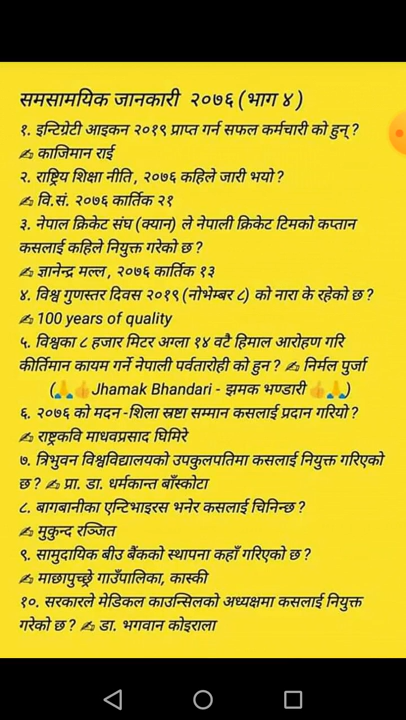 समसामयिक जानकारी २०७६ (भाग ४)
१. इन्टिग्रेटी आइकन २०१९ प्राप्त गर्न सफल कर्मचारी को हुन् ?
✍ काजिमान राई
२. राष्ट्रिय शिक्षा नीति, २०७६ कहिले जारी भयो ?
✍ वि.सं. २०७६ कार्तिक २१
३. नेपाल क्रिकेट संघ (क्यान) ले नेपाली क्रिकेट टिमको कप्तान
कसलाई कहिले नियुक्त गरेको छ ?
✍ ज्ञानेन्द्र मल्ल, २०७६ कार्तिक १३
४. विश्व गुणस्तर दिवस २०१९ (नोभेम्बर ८) को नारा के रहेको छ ?
✍ 100 years of quality
५. विश्वका ८ हजार मिटर अग्ला १४ वटै हिमाल आरोहण गरि
कीर्तिमान कायम गर्ने नेपाली पर्वतारोही को हुन ? ✍ निर्मल पुर्जा
(🙏👍Jhamak Bhandari - झमक भण्डारी 👍🙏)
६. २०७६ को मदन-शिला स्रष्टा सम्मान कसलाई प्रदान गरियो ?
✍ राष्ट्रकवि माधवप्रसाद घिमिरे
७. त्रिभुवन विश्वविद्यालयको उपकुलपतिमा कसलाई नियुक्त गरिएको
छ ? ✍ प्रा. डा. धर्मकान्त बाँस्कोटा
८. बागबानीका एन्टिभाइरस भनेर कसलाई चिनिन्छ ?
✍ मुकुन्द रञ्जित
९. सामुदायिक बीउ बैंकको स्थापना कहाँ गरिएको छ ?
✍ माछापुच्छ्रे गाउँपालिका, कास्की
१०. सरकारले मेडिकल काउन्सिलको अध्यक्षमा कसलाई नियुक्त
गरेको छ ? ✍ डा. भगवान कोइराला